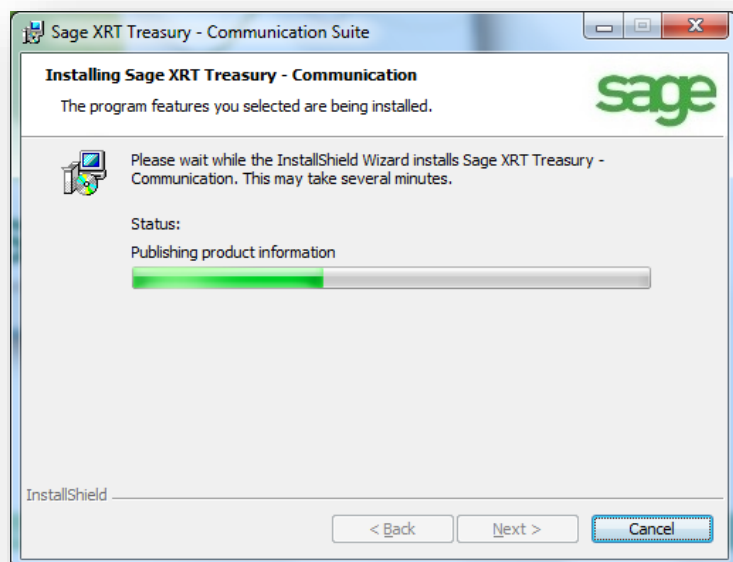 Sage XRT Treasury - Communication Suite
Installing Sage XRT Treasury - Communication
The program features you selected are being installed.
sage
Please wait while the InstallShield Wizard installs Sage XRT Treasury -
Communication. This may take several minutes.
Status:
Publishing product information
InstallShield
< Back
Next >
Cancel